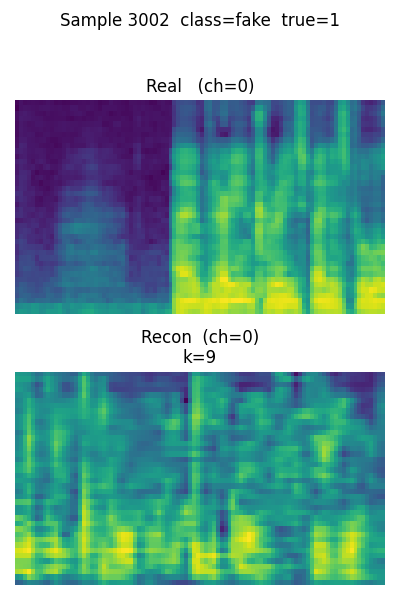 Sample 3002  class=fake  true=1
Real   (ch=0)
Recon  (ch=0)
k=9